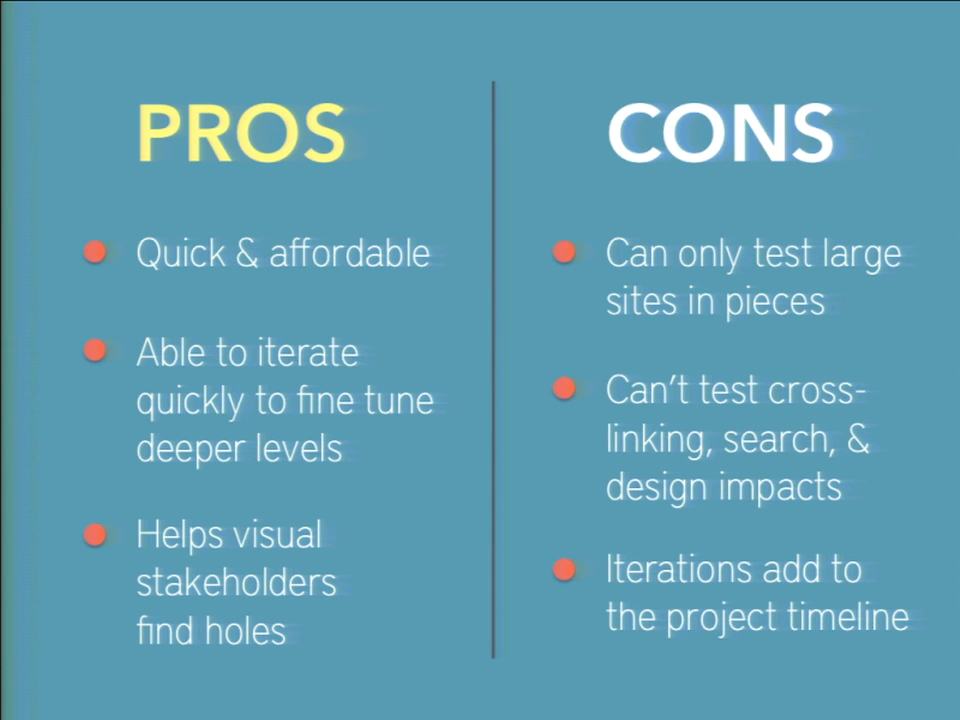 PROS
Quick & affordable
Able to iterate
quickly to fine tune
deeper levels
Helps visual
stakeholders
find holes
CONS
Can only test large
sites in pieces
Can't test cross-
linking, search, &
design impacts
Iterations add to
the project timeline